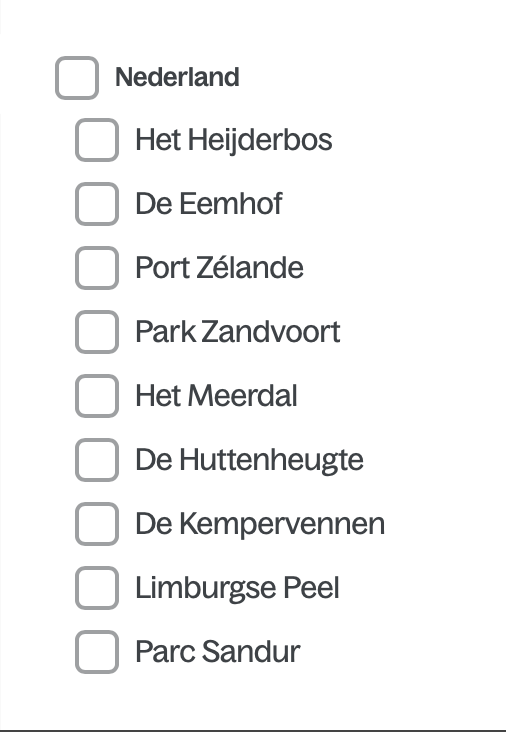 Nederland
Het Heijderbos
De Eemhof
Port Zélande
Park Zandvoort
Het Meerdal
De Huttenheugte
De Kempervennen
Limburgse Peel
Parc Sandur